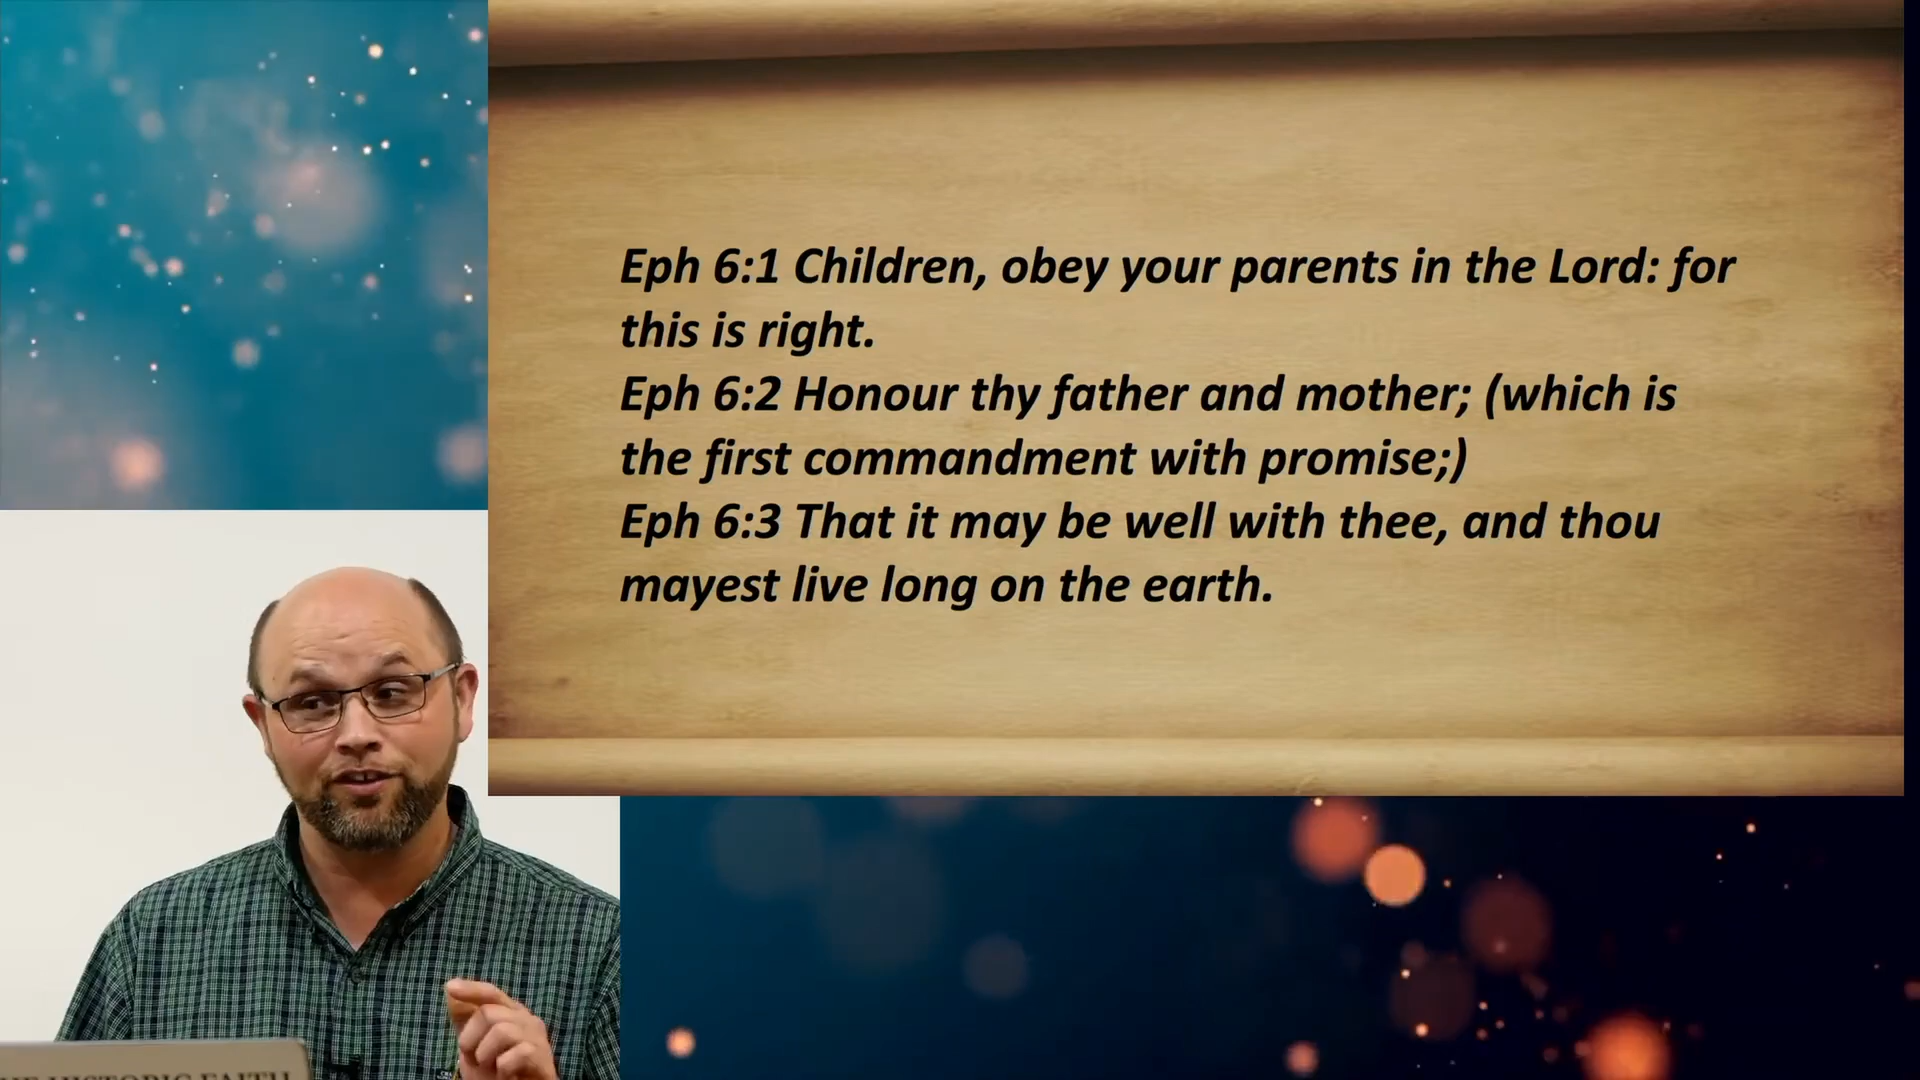 Eph 6:1 Children, obey your parents in the Lord: for
this is right.
Eph 6:2 Honour thy father and mother; (which is
the first commandment with promise;)
Eph 6:3 That it may be well with thee, and thou
mayest live long on the earth.
HISTORIC FAITH